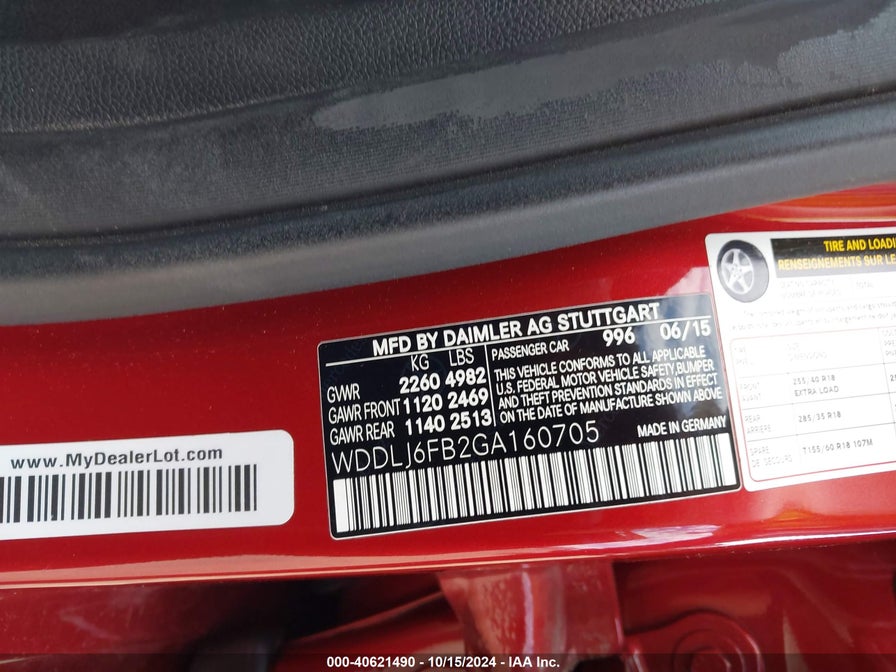 MFD BY DAIMLER AG STUTTGART
KG LBS
GVWR 2260 4982
GAWR FRONT 1120 2469
GAWR REAR 1140 2513
PASSENGER CAR 996 06/15
THIS VEHICLE CONFORMS TO ALL APPLICABLE
U.S. FEDERAL MOTOR VEHICLE SAFETY, BUMPER
AND THEFT PREVENTION STANDARDS IN EFFECT
ON THE DATE OF MANUFACTURE SHOWN ABOVE
WDDLJ6FB2GA160705
MADE IN GERMANY
www.MyDealerLot.com
TIRE AND LOADI
RENSEIGNEMENTS SUR LE
FRONT
255/40 R18
EXTRA LOAD
REAR
285/35 R18
SPARE
T155/60 R18 107M
000-40621490 - 10/15/2024 - IAA Inc.